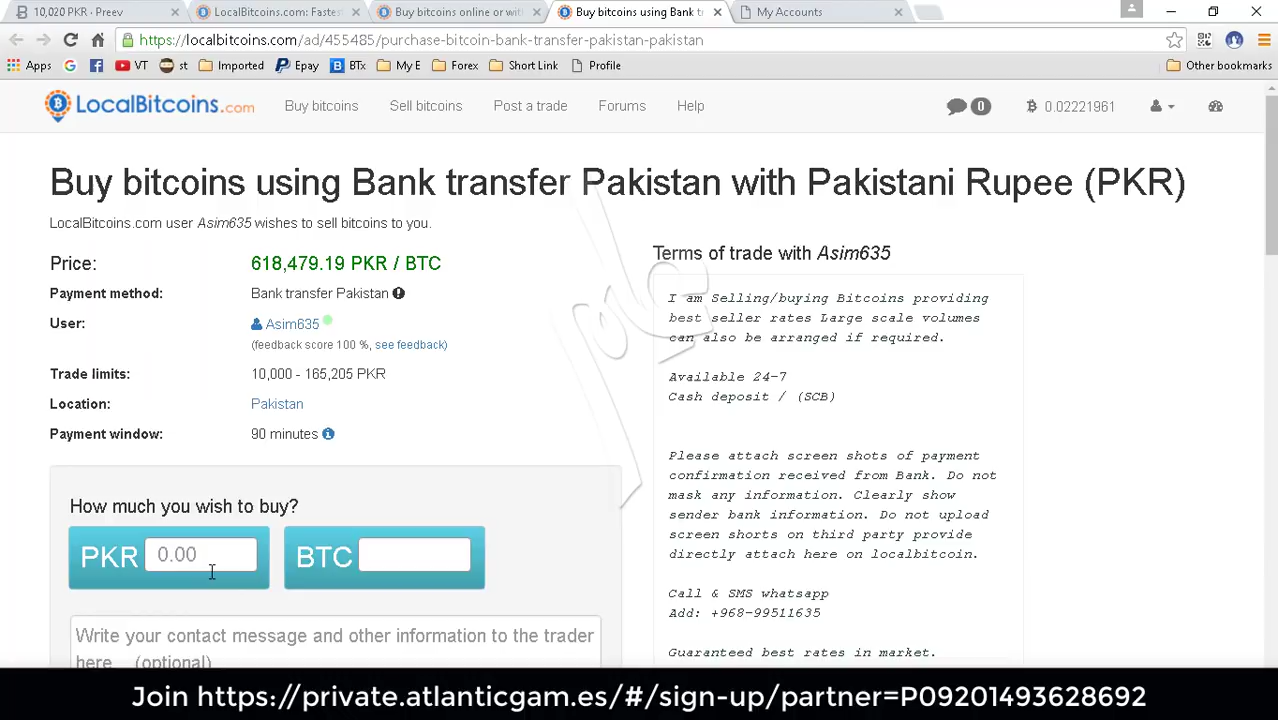 10,020 PKR - Preev
LocalBitcoins.com: Fastes
Buy bitcoins online or wit
Buy bitcoins using Bank t
My Accounts
https://localbitcoins.com/ad/455485/purchase-bitcoin-bank-transfer-pakistan-pakistan
Apps VT st Imported Epay BTx My E Forex Short Link Profile Other bookmarks
LocalBitcoins.com Buy bitcoins Sell bitcoins Post a trade Forums Help 0 0.02221961
Buy bitcoins using Bank transfer Pakistan with Pakistani Rupee (PKR)
LocalBitcoins.com user Asim635 wishes to sell bitcoins to you.
Price: 618,479.19 PKR / BTC
Payment method: Bank transfer Pakistan
User: Asim635
(feedback score 100 %, see feedback)
Trade limits: 10,000 - 165,205 PKR
Location: Pakistan
Payment window: 90 minutes
How much you wish to buy?
PKR 0.00 BTC
Write your contact message and other information to the trader
here... (optional)
Terms of trade with Asim635
I am Selling/buying Bitcoins providing
best seller rates Large scale volumes
can also be arranged if required.
Available 24-7
Cash deposit / (SCB)
Please attach screen shots of payment
confirmation received from Bank. Do not
mask any information. Clearly show
sender bank information. Do not upload
screen shorts on third party provide
directly attach here on localbitcoin.
Call & SMS whatsapp
Add: +968-99511635
Guaranteed best rates in market.
Join https://private.atlanticgam.es/#/sign-up/partner=P09201493628692